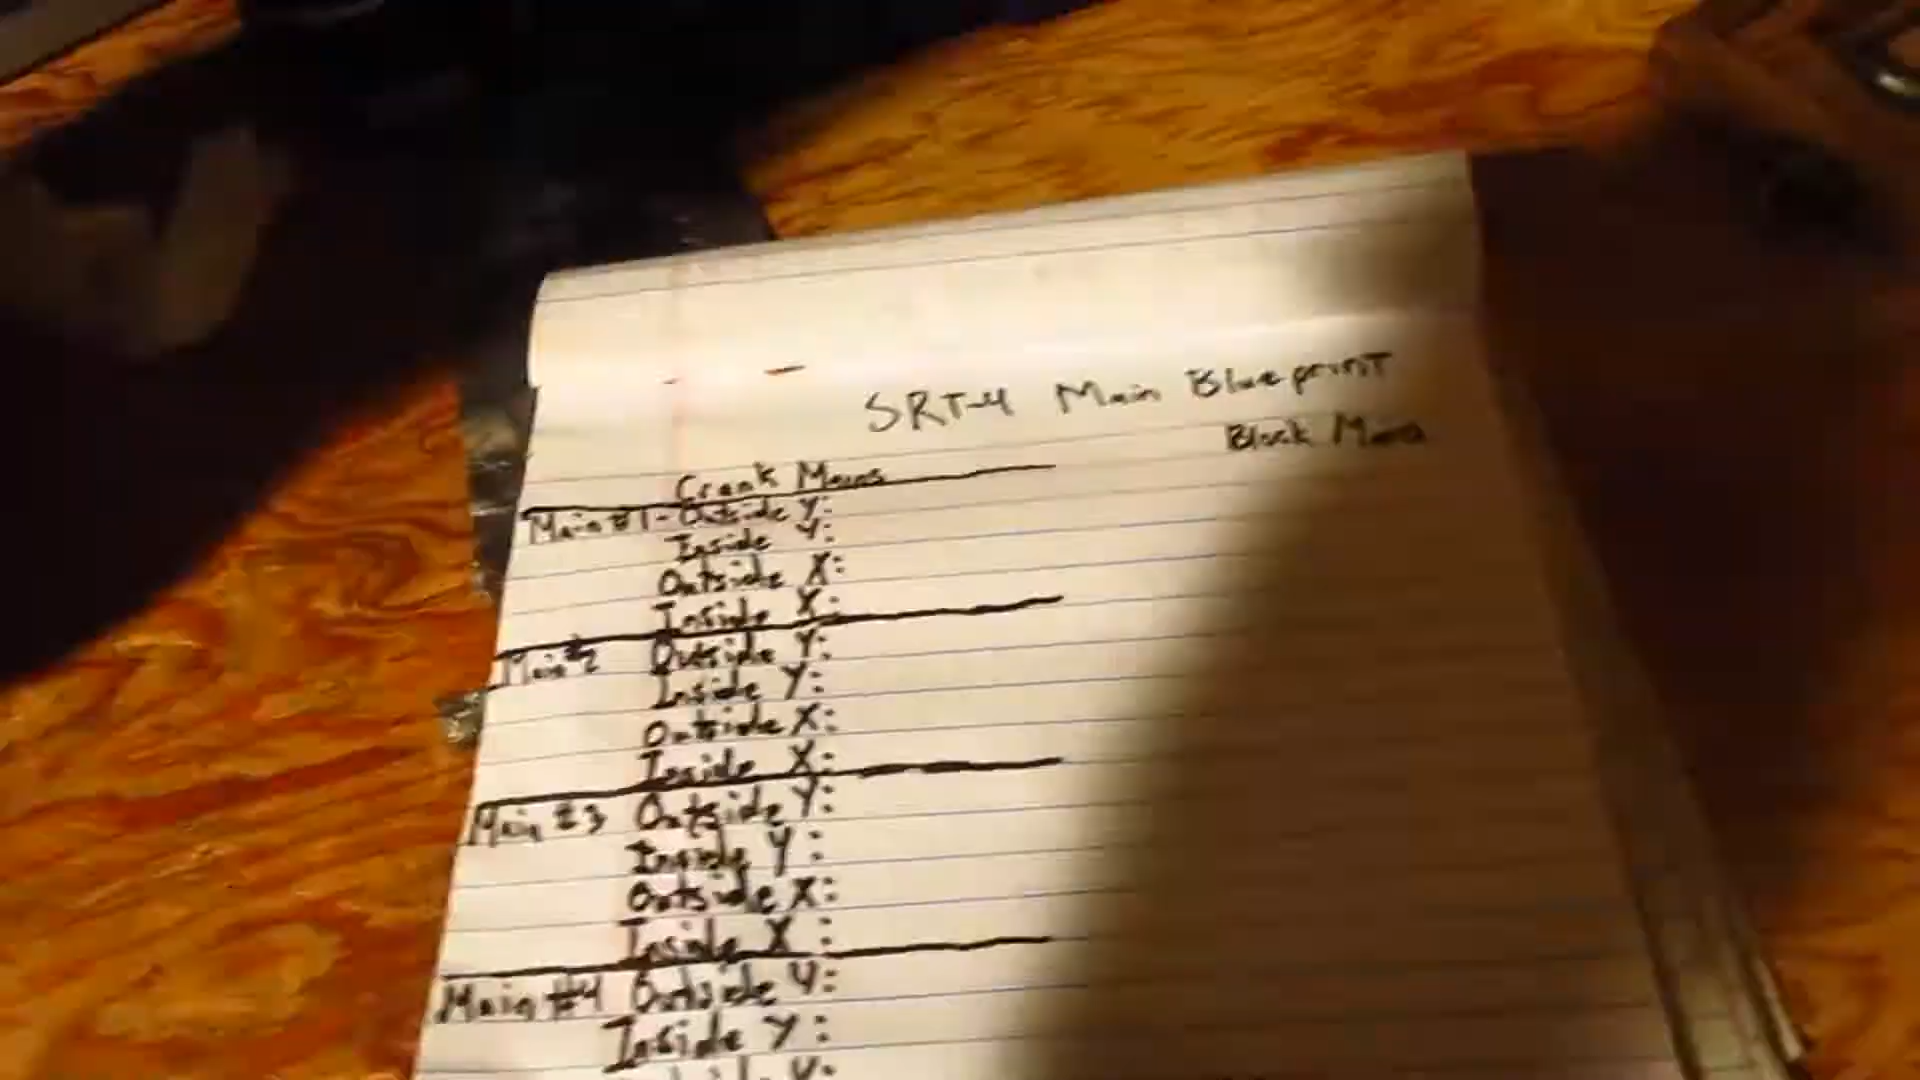 SRT-4 Main Blueprint
Block Mains
Crank Mains
Main #1- Outside Y:
Inside Y:
Outside X:
Inside X:
Main #2 Outside Y:
Inside Y:
Outside X:
Inside X:
Main #3 Outside Y:
Inside Y:
Outside X:
Inside X:
Main #4 Outside Y:
Inside Y: